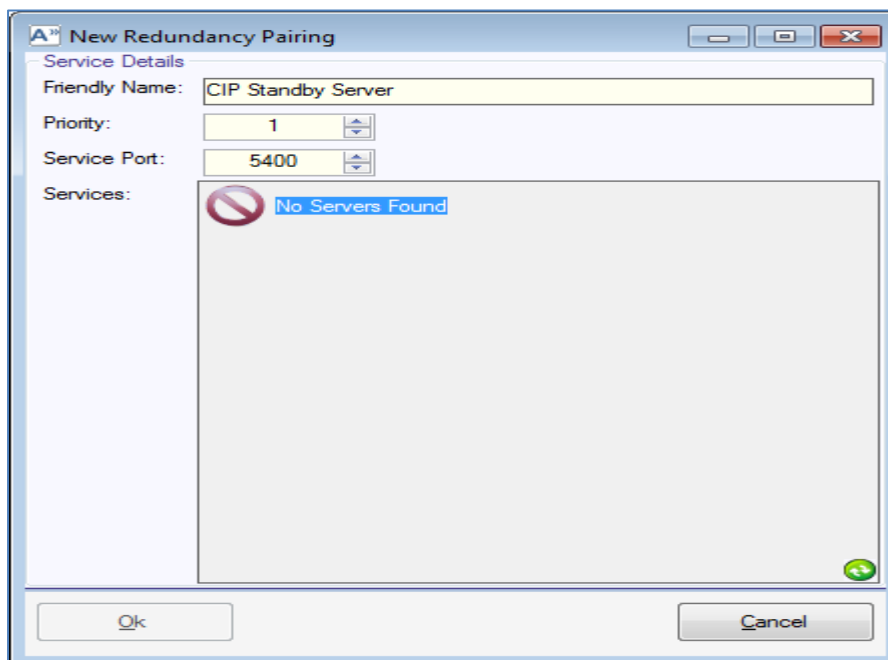 A» New Redundancy Pairing
Service Details
Friendly Name: CIP Standby Server
Priority: 1
Service Port: 5400
Services: No Servers Found
Ok Cancel